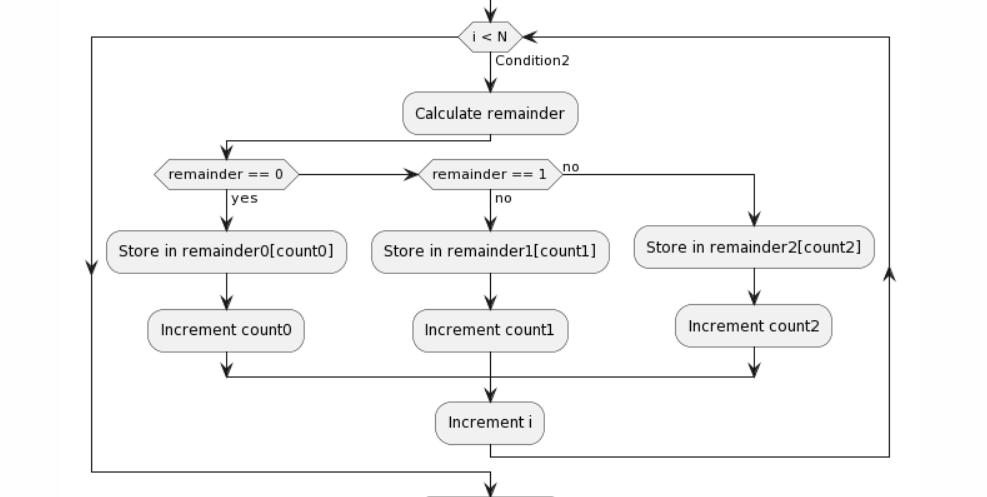 i < N
Condition2
Calculate remainder
remainder == 0
yes
remainder == 1
no
no
Store in remainder0[count0]
Store in remainder1[count1]
Store in remainder2[count2]
Increment count0
Increment count1
Increment count2
Increment i